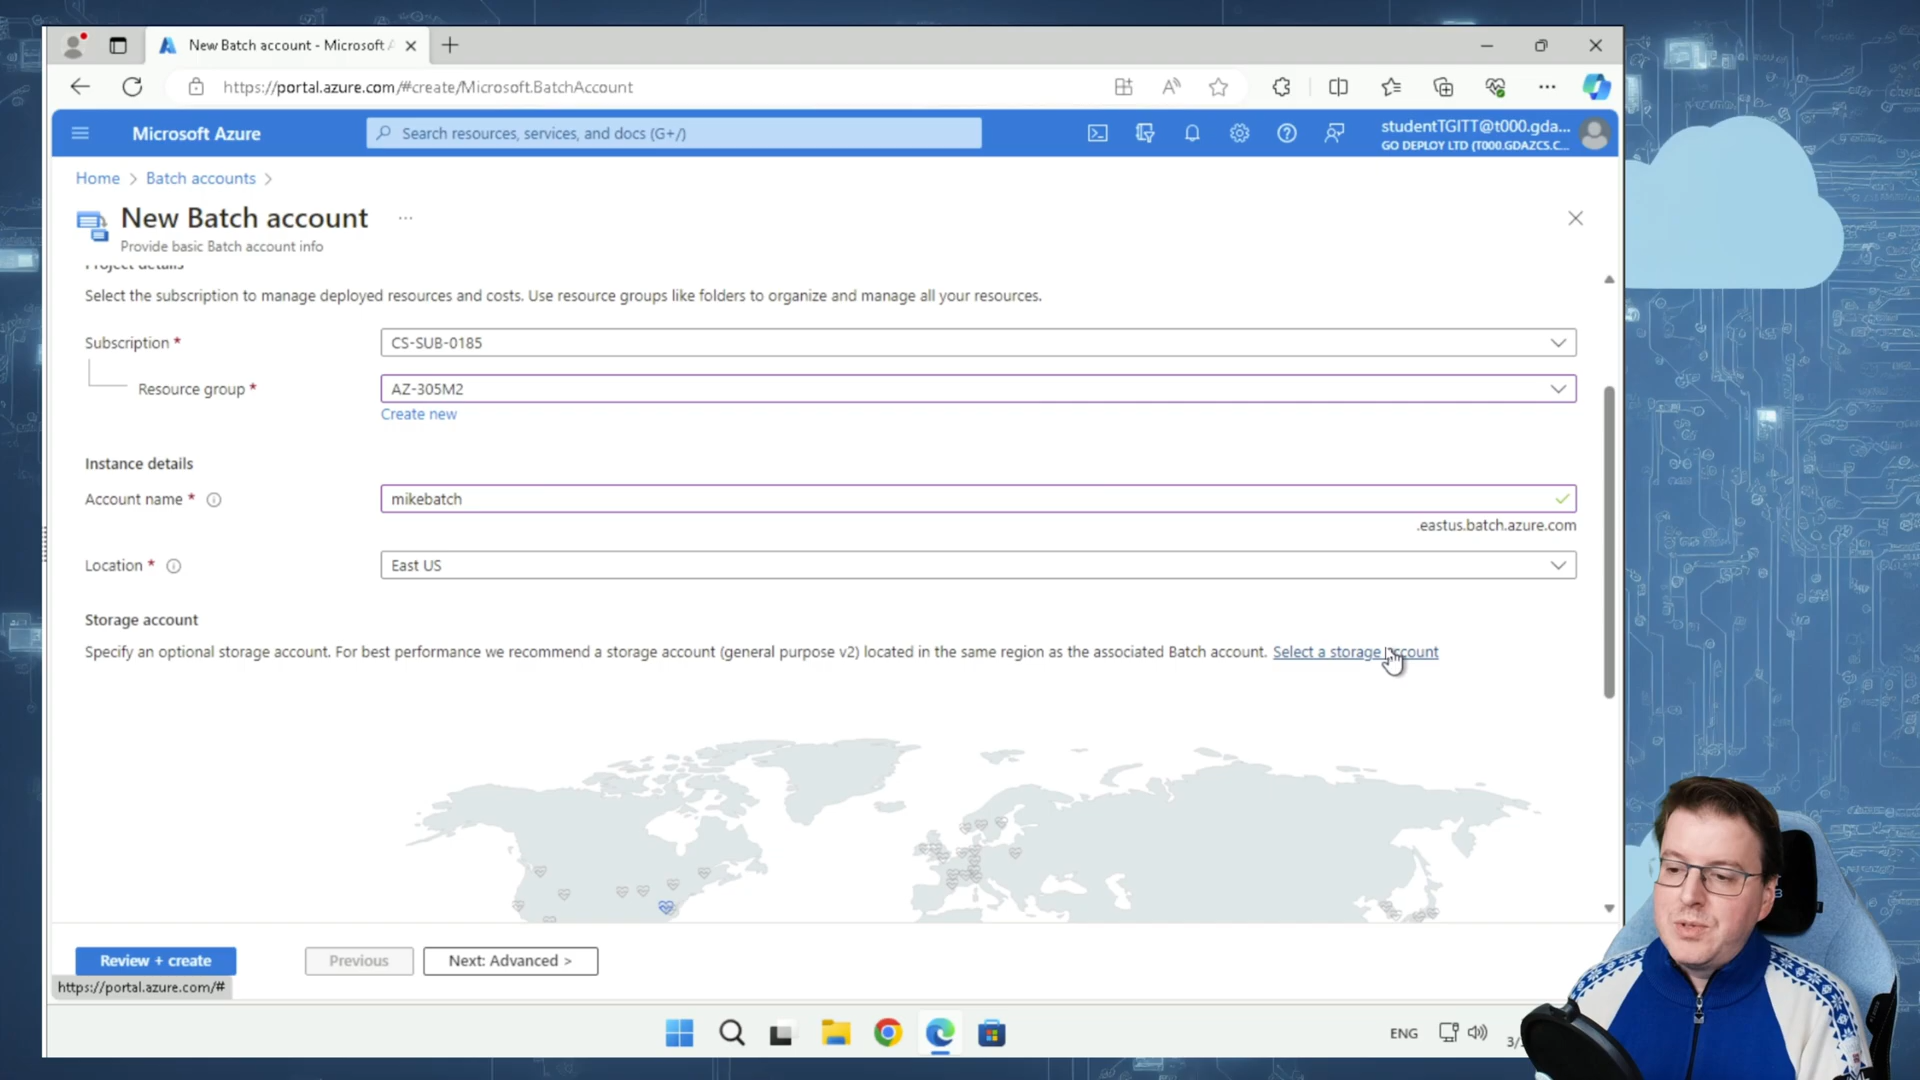 New Batch account - Microsoft A
https://portal.azure.com/#create/Microsoft.BatchAccount
Microsoft Azure
Search resources, services, and docs (G+/)
studentTGITT@t000.gda...
GO DEPLOY LTD (T000.GDAZCS.C...
Home > Batch accounts >
New Batch account ...
Provide basic Batch account info
Project details
Select the subscription to manage deployed resources and costs. Use resource groups like folders to organize and manage all your resources.
Subscription * CS-SUB-0185
Resource group * AZ-305M2
Create new
Instance details
Account name * mikebatch
.eastus.batch.azure.com
Location * East US
Storage account
Specify an optional storage account. For best performance we recommend a storage account (general purpose v2) located in the same region as the associated Batch account. Select a storage account
Review + create Previous Next: Advanced >
https://portal.azure.com/#
ENG
3/